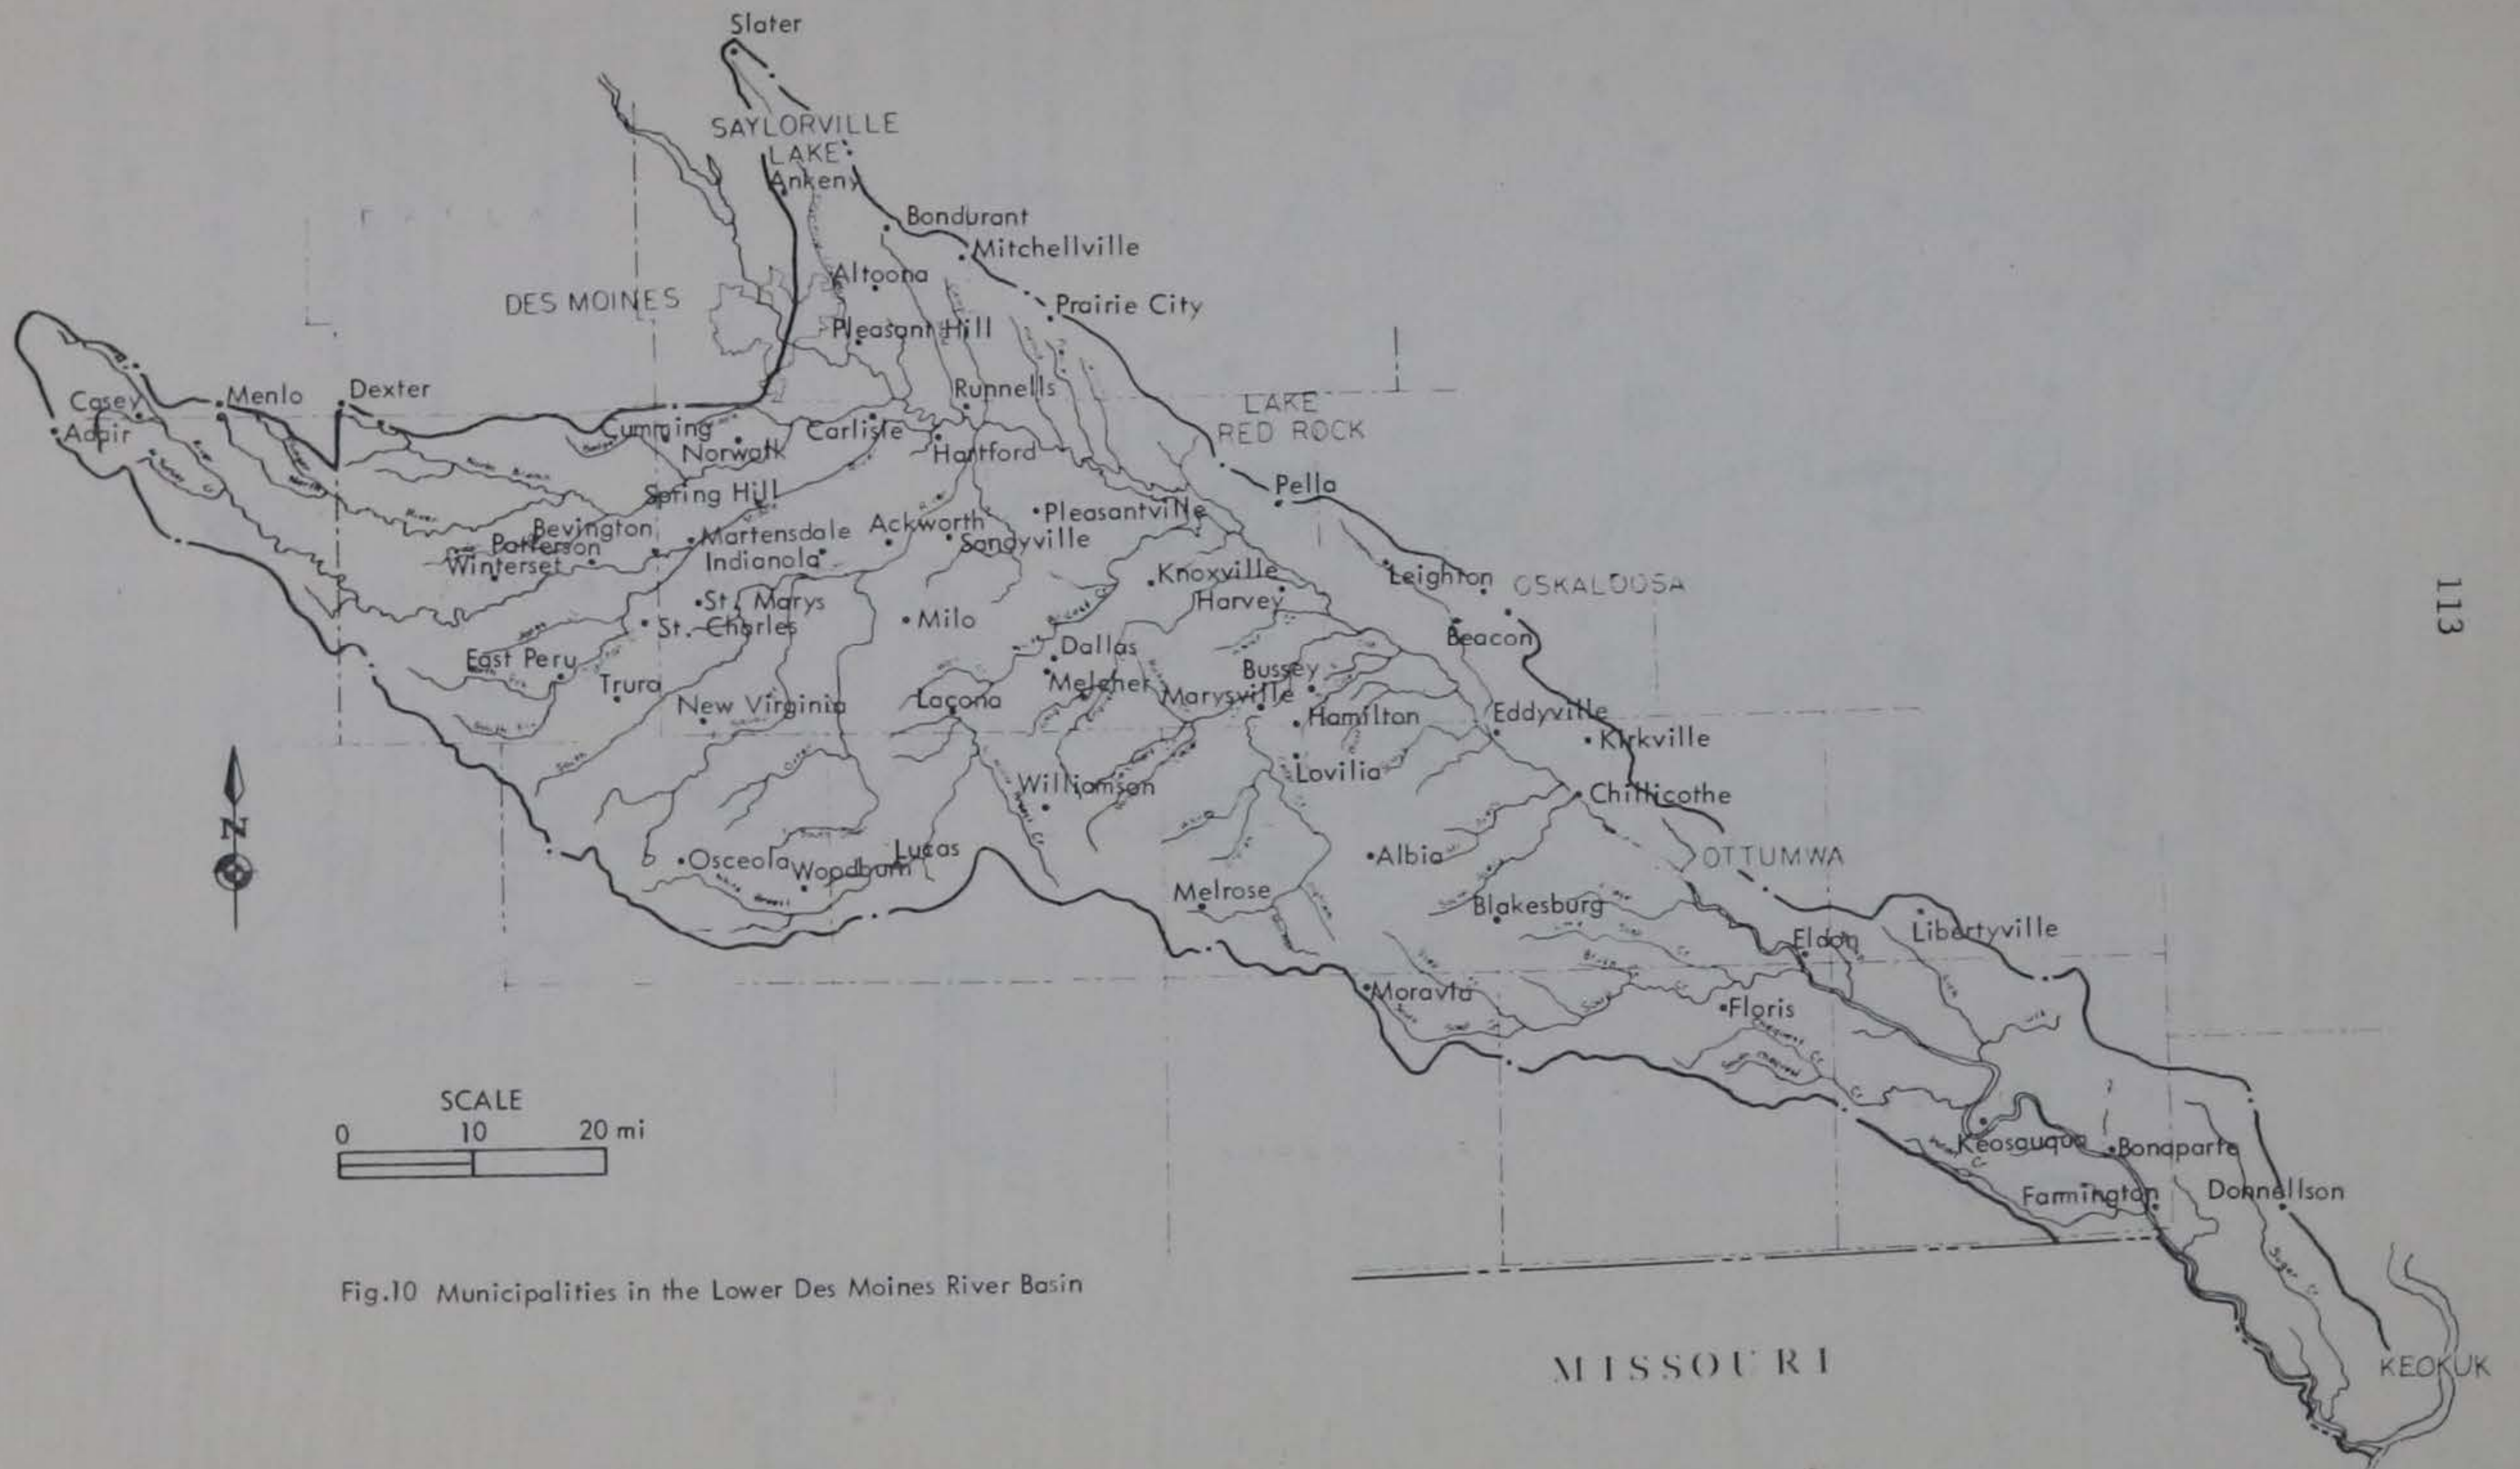 Slater
SAYLORVILLE
LAKE
Ankeny
Bondurant
Mitchellville
Altoona
DES MOINES
Prairie City
Pleasant Hill
Casey
Menlo
Dexter
Runnells
LAKE
RED ROCK
Adair
Cumming
Norwalk
Carlisle
Hartford
Pella
Spring Hill
Bevington
Martensdale
Ackworth
Pleasantville
Patterson
Sandyville
Winterset
Indianola
Knoxville
Leighton
OSKALOOSA
St. Marys
Harvey
St. Charles
Milo
Beacon
East Peru
Dallas
Bussey
Truro
Melcher
Marysville
New Virginia
Lacona
Hamilton
Eddyville
Kirkville
Lovilia
Williamson
Chillicothe
N
Osceola
Woodburn
Lucas
Albia
OTTUMWA
Melrose
Blakesburg
Eldon
Libertyville
Moravia
Floris
SCALE
0 10 20 mi
Keosauqua
Bonaparte
Farmington
Donnellson
Sugar Cr
Fig.10 Municipalities in the Lower Des Moines River Basin
MISSOURI
KEOKUK
113